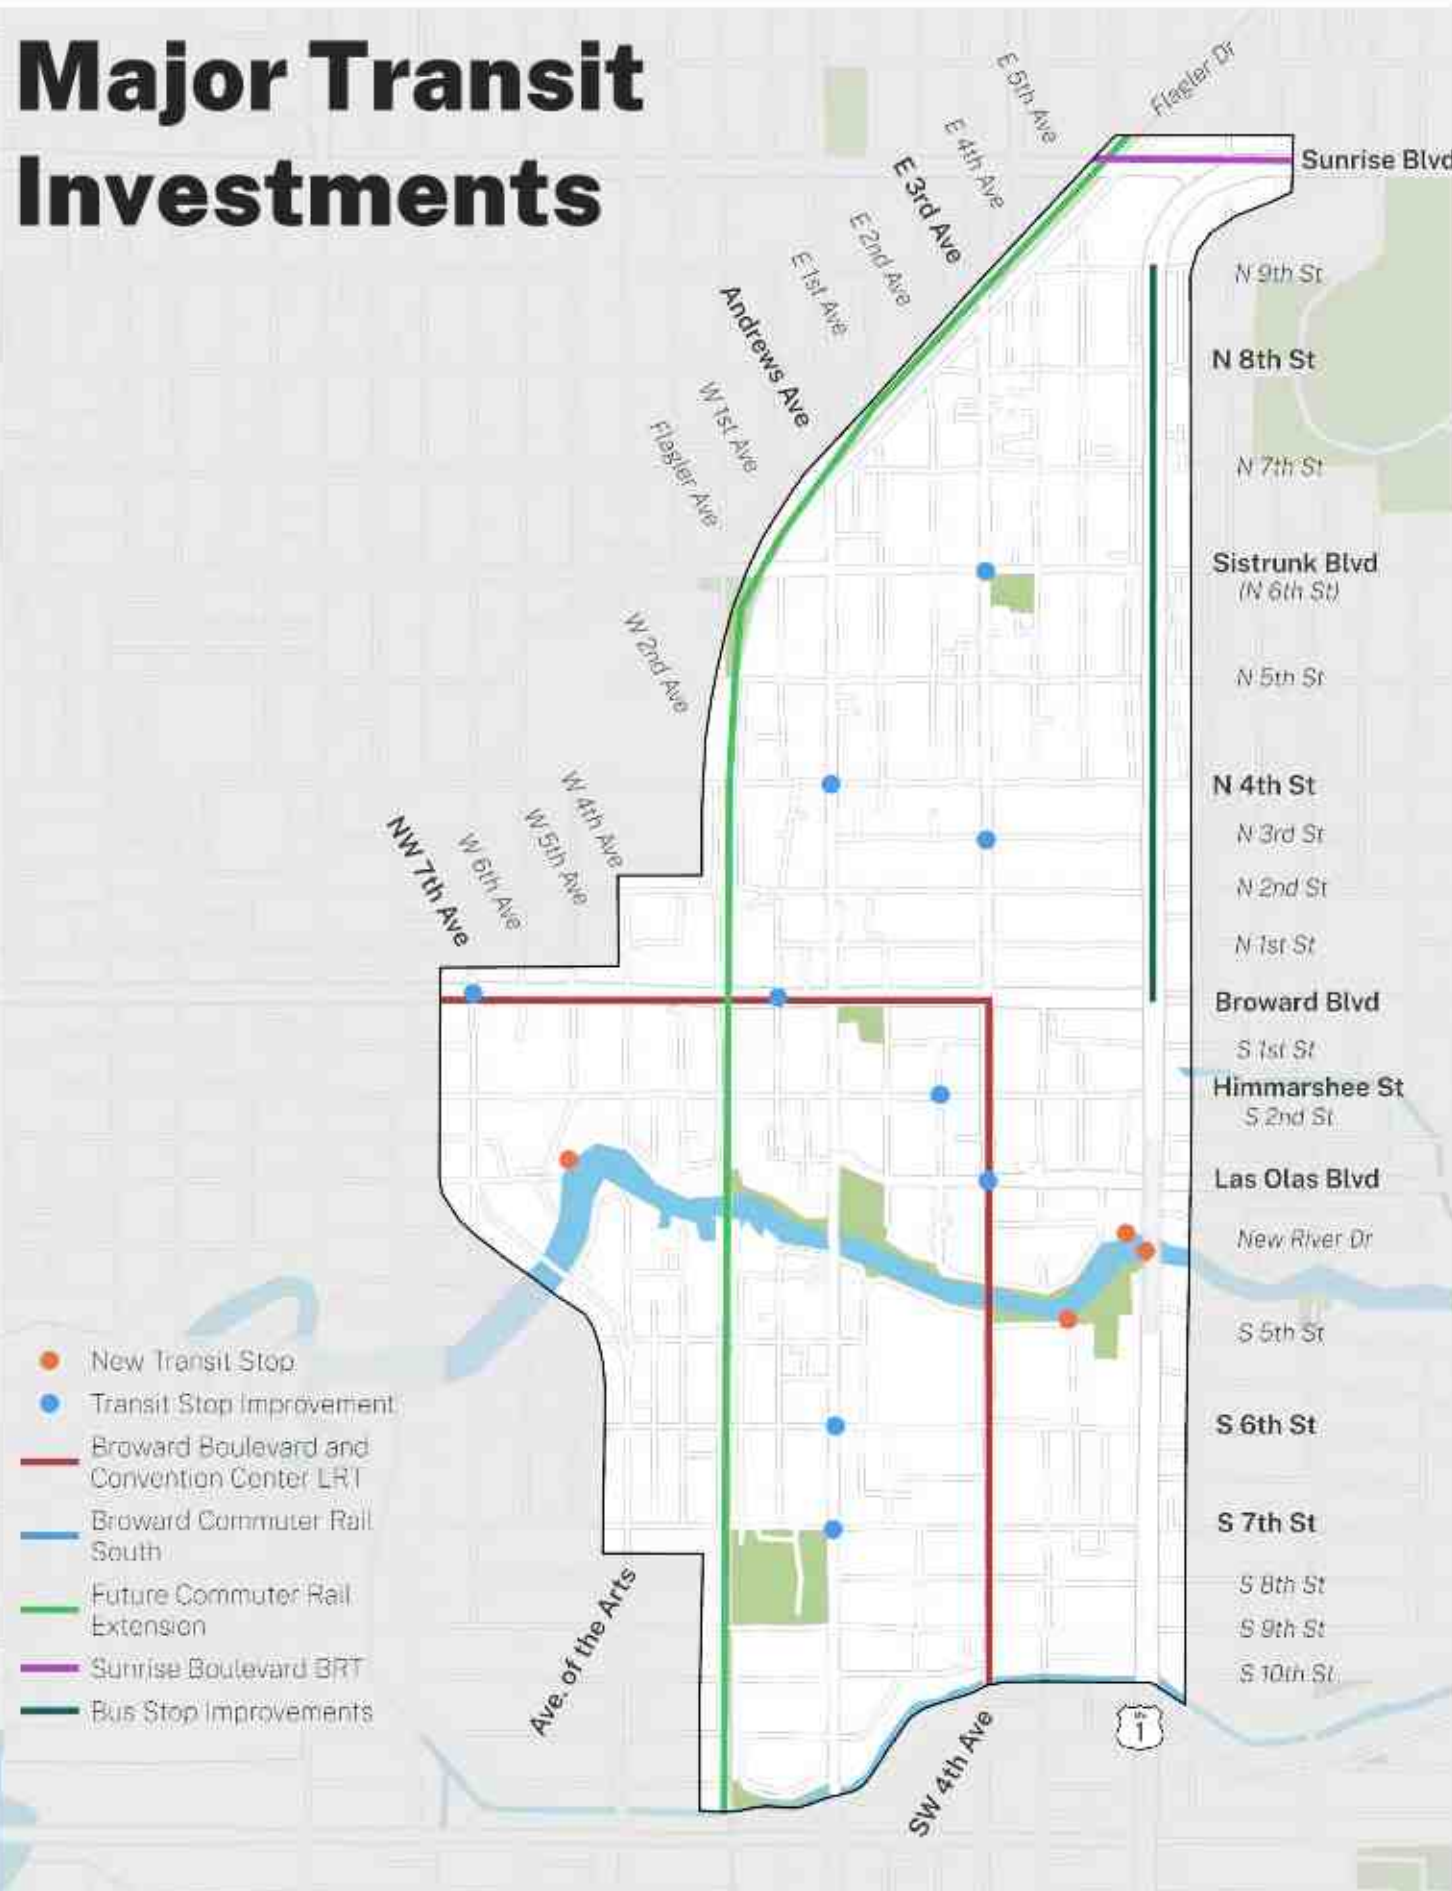 Major Transit
Investments
Flagler Dr
E 5th Ave
E 4th Ave
E 3rd Ave
E 2nd Ave
E 1st Ave
Andrews Ave
W 1st Ave
Flagler Ave
W 2nd Ave
W 4th Ave
W 5th Ave
W 6th Ave
NW 7th Ave
Sunrise Blvd
N 9th St
N 8th St
N 7th St
Sistrunk Blvd
(N 6th St)
N 5th St
N 4th St
N 3rd St
N 2nd St
N 1st St
Broward Blvd
S 1st St
Himmarshee St
S 2nd St
Las Olas Blvd
New River Dr
S 5th St
S 6th St
S 7th St
S 8th St
S 9th St
S 10th St
New Transit Stop
Transit Stop Improvement
Broward Boulevard and
Convention Center LRT
Broward Commuter Rail
South
Future Commuter Rail
Extension
Sunrise Boulevard BRT
Bus Stop Improvements
Ave. of the Arts
SW 4th Ave
1